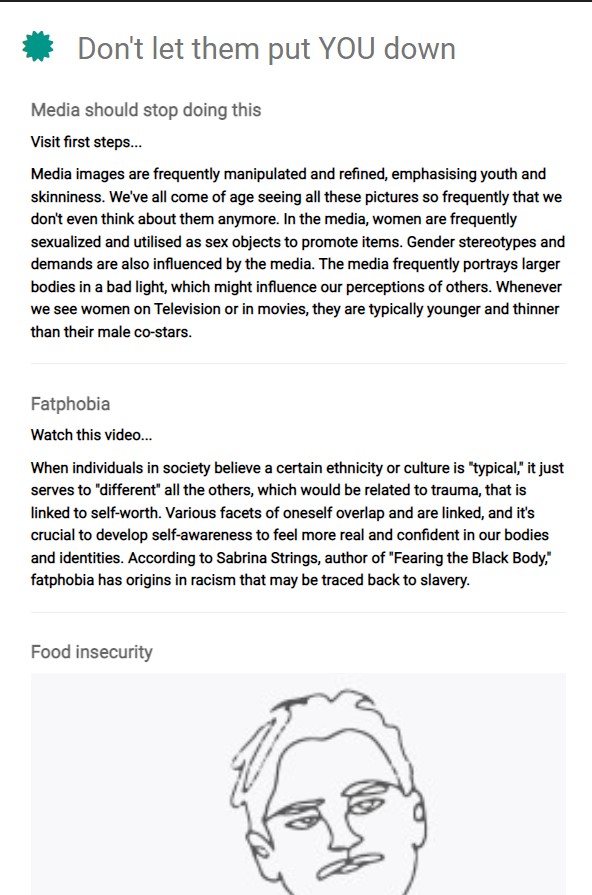 Don't let them put YOU down
Media should stop doing this
Visit first steps...
Media images are frequently manipulated and refined, emphasising youth and
skinniness. We've all come of age seeing all these pictures so frequently that we
don't even think about them anymore. In the media, women are frequently
sexualized and utilised as sex objects to promote items. Gender stereotypes and
demands are also influenced by the media. The media frequently portrays larger
bodies in a bad light, which might influence our perceptions of others. Whenever
we see women on Television or in movies, they are typically younger and thinner
than their male co-stars.
Fatphobia
Watch this video...
When individuals in society believe a certain ethnicity or culture is "typical," it just
serves to "different" all the others, which would be related to trauma, that is
linked to self-worth. Various facets of oneself overlap and are linked, and it's
crucial to develop self-awareness to feel more real and confident in our bodies
and identities. According to Sabrina Strings, author of "Fearing the Black Body,"
fatphobia has origins in racism that may be traced back to slavery.
Food insecurity